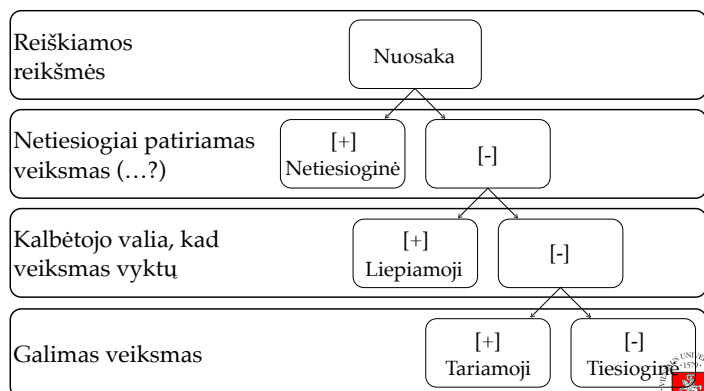 Reiškiamos
reikšmės
Nuosaka
Netiesiogiai patiriamas
veiksmas (…?)
[+]
Netiesioginė
[-]
Kalbėtojo valia, kad
veiksmas vyktų
[+]
Liepiamoji
[-]
Galimas veiksmas
[+]
Tariamoji
[-]
Tiesioginė